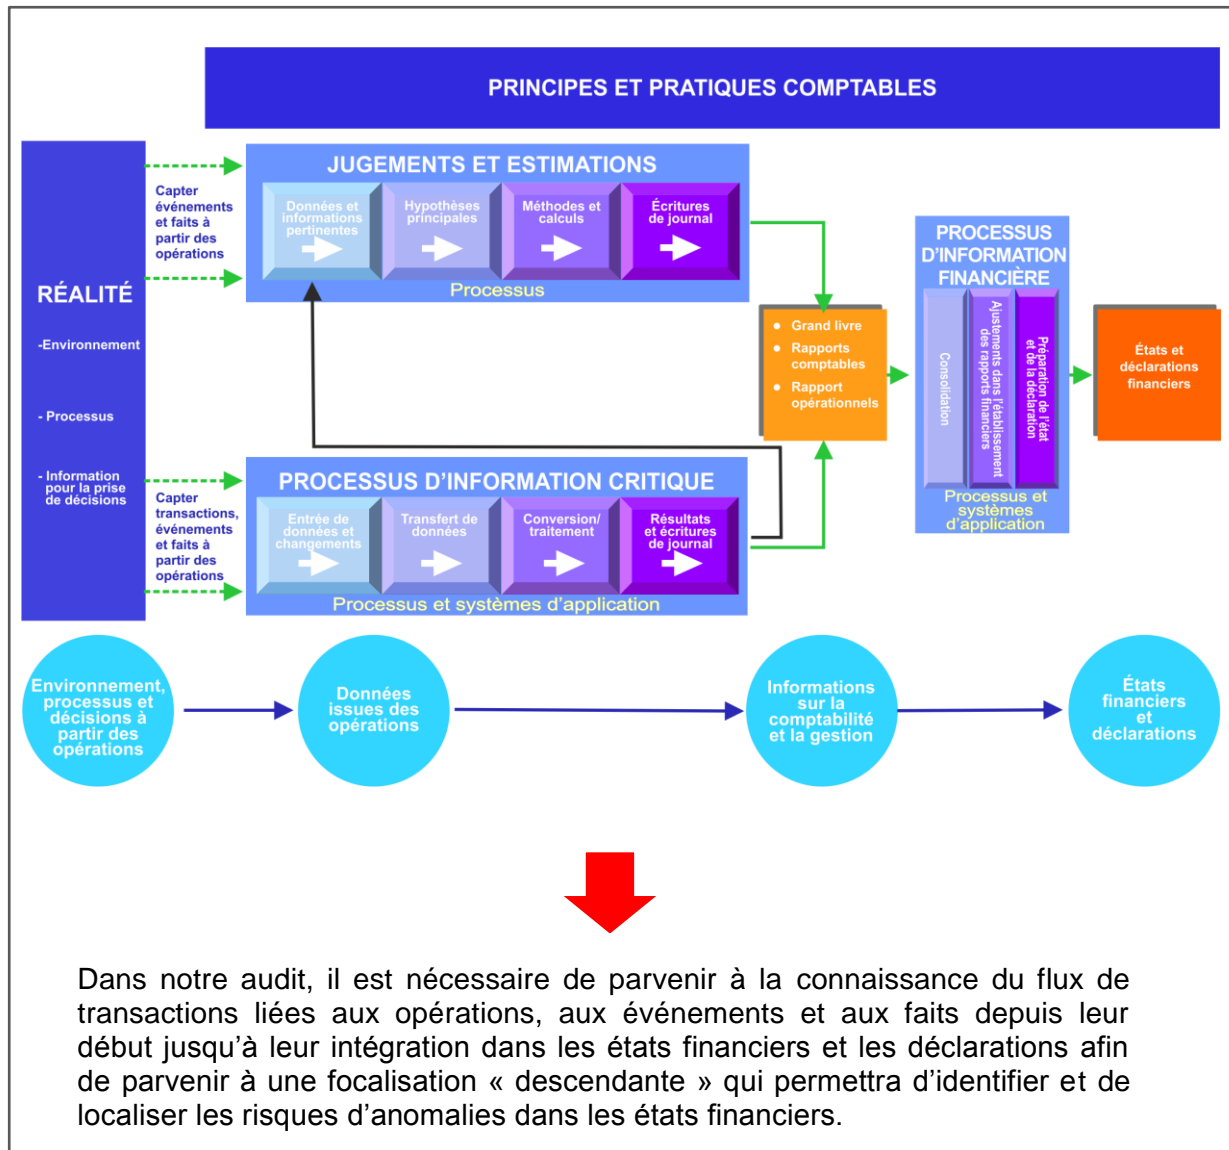 PRINCIPES ET PRATIQUES COMPTABLES
RÉALITÉ
-Environnement
- Processus
- Information
pour la prise
de décisions
Capter
événements
et faits à
partir des
opérations
JUGEMENTS ET ESTIMATIONS
Données et
informations
pertinentes
Hypothèses
principales
Méthodes et
calculs
Écritures
de journal
Processus
Capter
transactions,
événements
et faits à
partir des
opérations
PROCESSUS D'INFORMATION CRITIQUE
Entrée de
données et
changements
Transfert de
données
Conversion/
traitement
Résultats
et écritures
de journal
Processus et systèmes d'application
● Grand livre
● Rapports
comptables
● Rapport
opérationnels
PROCESSUS
D'INFORMATION
FINANCIÈRE
Consolidation
Ajustements dans l'établissement
des rapports financiers
Préparation de l'état
et de la déclaration
Processus et
systèmes
d'application
États et
déclarations
financiers
Environnement,
processus et
décisions à
partir des
opérations
Données
issues des
opérations
Informations
sur la
comptabilité
et la gestion
États
financiers
et
déclarations
Dans notre audit, il est nécessaire de parvenir à la connaissance du flux de
transactions liées aux opérations, aux événements et aux faits depuis leur
début jusqu'à leur intégration dans les états financiers et les déclarations afin
de parvenir à une focalisation « descendante » qui permettra d'identifier et de
localiser les risques d'anomalies dans les états financiers.